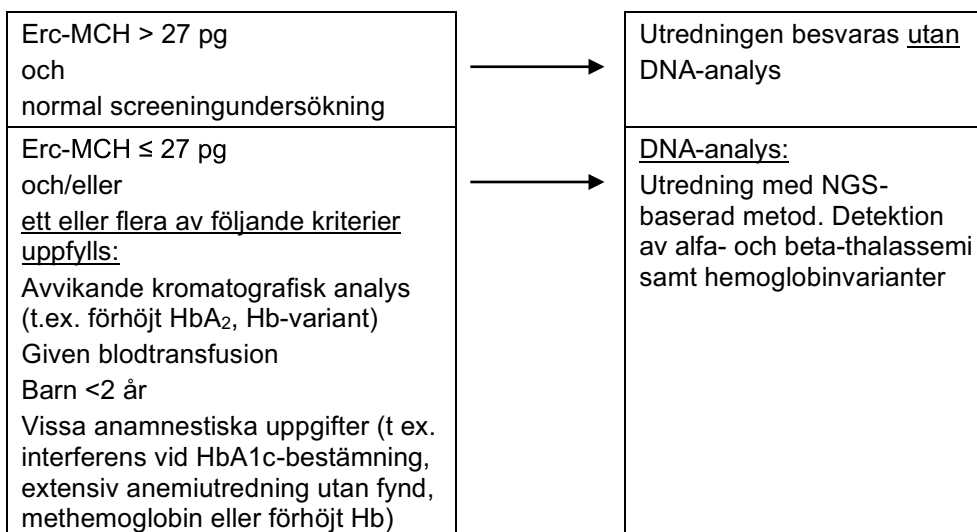 Erc-MCH > 27 pg
och
normal screeningundersökning
Utredningen besvaras utan
DNA-analys
Erc-MCH ≤ 27 pg
och/eller
ett eller flera av följande kriterier
uppfylls:
Avvikande kromatografisk analys
(t.ex. förhöjt HbA₂, Hb-variant)
Given blodtransfusion
Barn <2 år
Vissa anamnestiska uppgifter (t ex.
interferens vid HbA1c-bestämning,
extensiv anemiutredning utan fynd,
methemoglobin eller förhöjt Hb)
DNA-analys:
Utredning med NGS-
baserad metod. Detektion
av alfa- och beta-thalassemi
samt hemoglobinvarianter